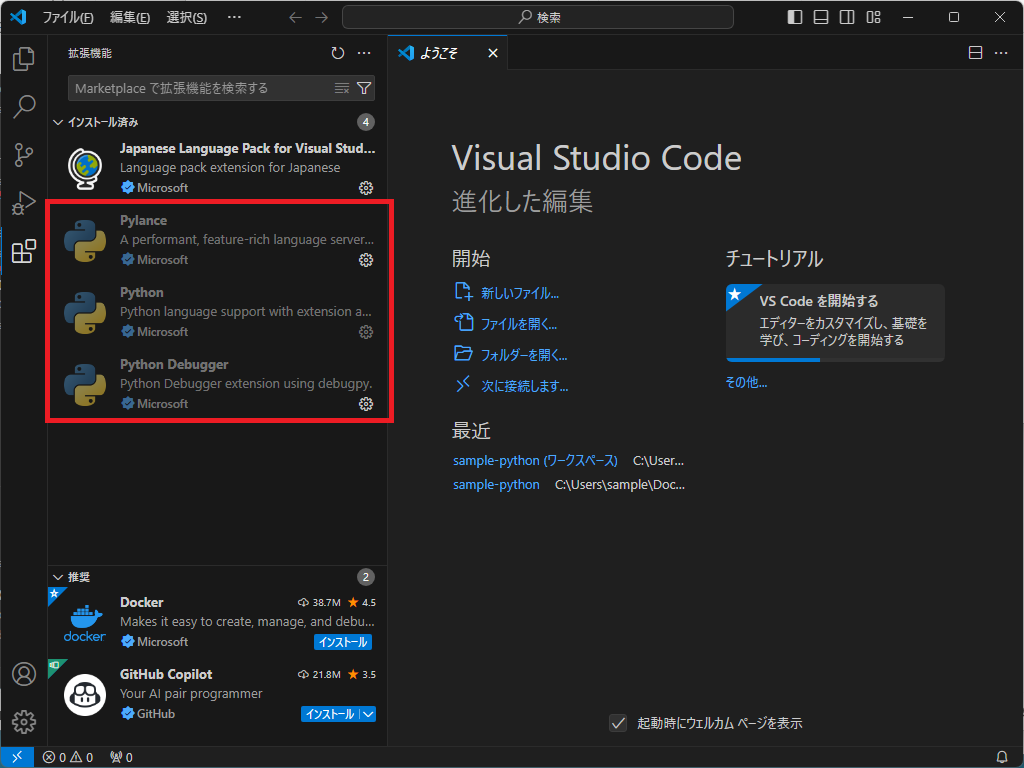 ファイル(F) 編集(E) 選択(S) … 検索
拡張機能
Marketplace で拡張機能を検索する
インストール済み 4
Japanese Language Pack for Visual Stud...
Language pack extension for Japanese
Microsoft
Pylance
A performant, feature-rich language server...
Microsoft
Python
Python language support with extension a...
Microsoft
Python Debugger
Python Debugger extension using debugpy.
Microsoft
推奨 2
Docker 38.7M 4.5
Makes it easy to create, manage, and debu...
Microsoft インストール
docker
GitHub Copilot 21.8M 3.5
Your AI pair programmer
GitHub インストール
ようこそ
Visual Studio Code
進化した編集
開始
新しいファイル...
ファイルを開く...
フォルダーを開く...
次に接続します...
最近
sample-python (ワークスペース) C:\User...
sample-python C:\Users\sample\Doc...
チュートリアル
VS Code を開始する
エディターをカスタマイズし、基礎を
学び、コーディングを開始する
その他...
起動時にウェルカム ページを表示
0 0 0